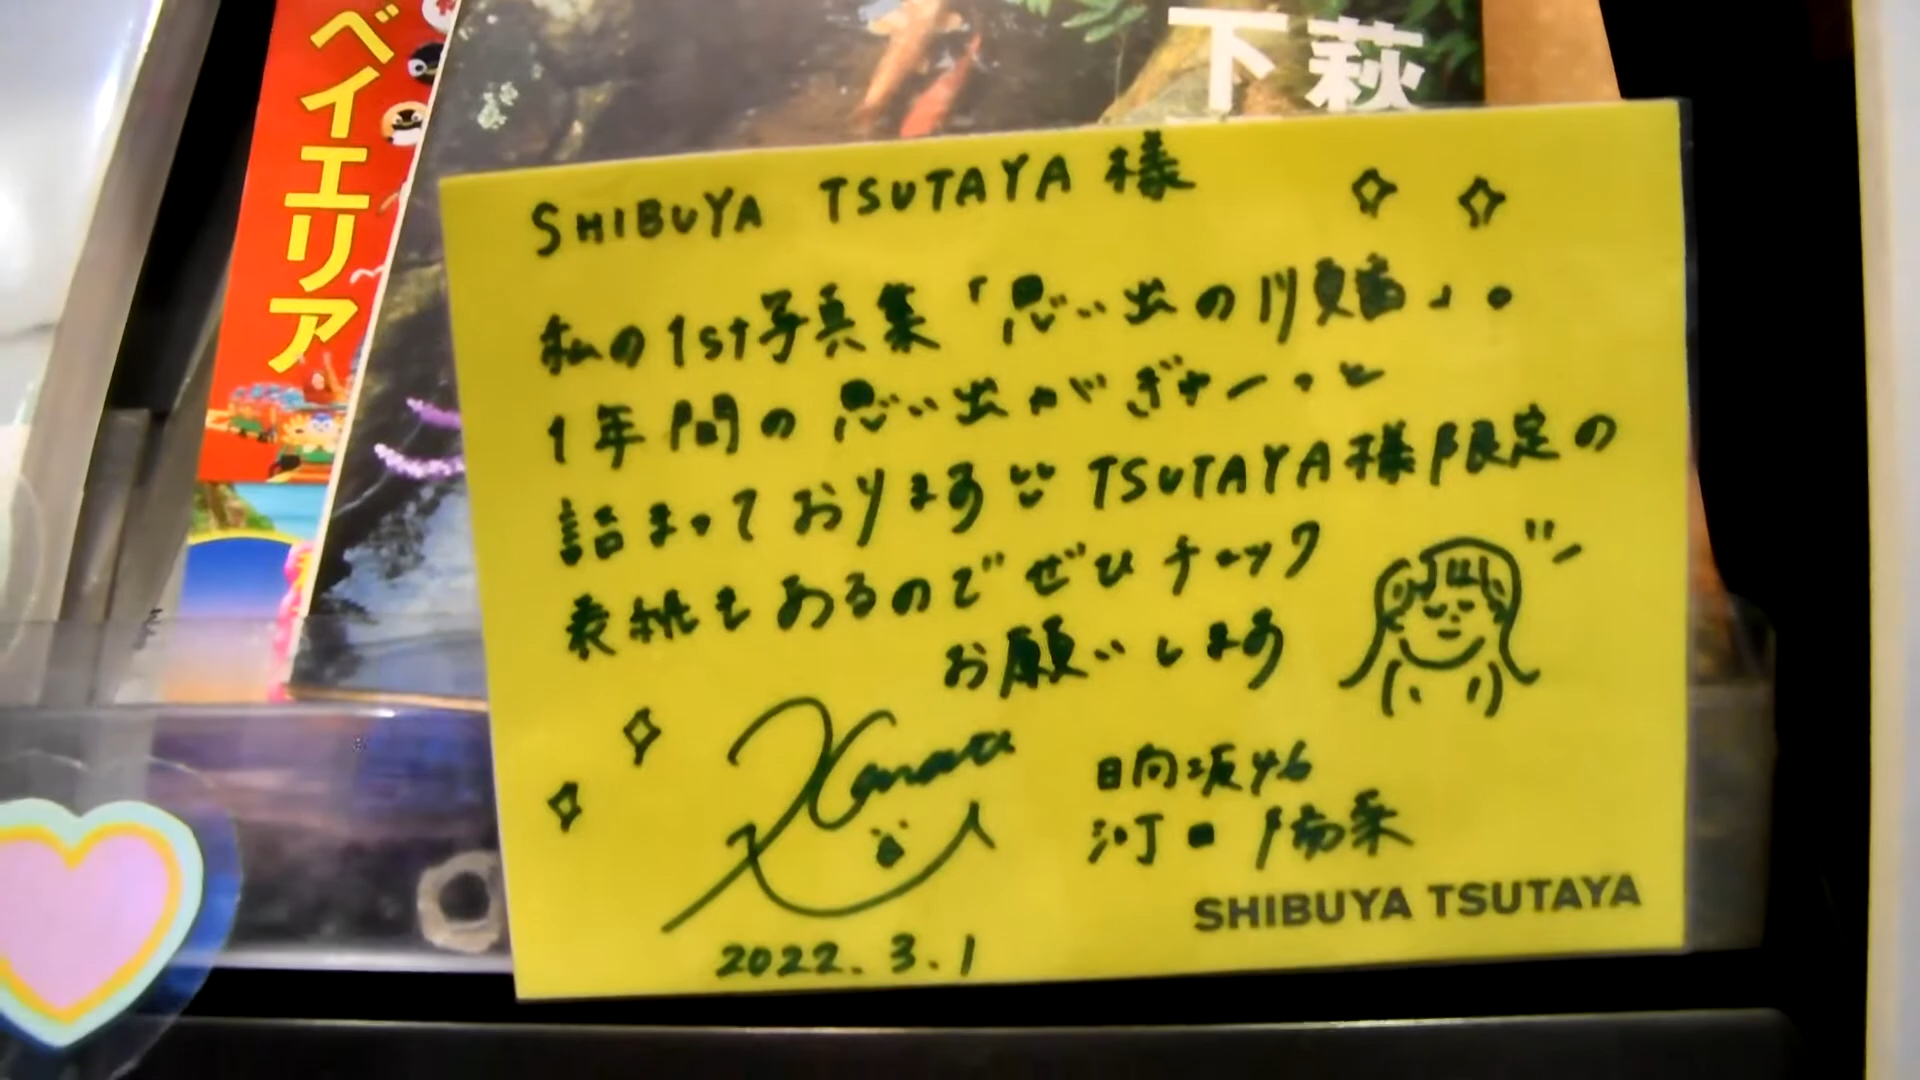 ベイエリア
下萩
SHIBUYA TSUTAYA 様
私の1st写真集「思い出の順番」。
1年間の思い出がぎゅーっと
詰まっております TSUTAYA様限定の
表紙もあるのでぜひチェック
お願いします
Kanata
日向坂46
河田陽菜
SHIBUYA TSUTAYA
2022.3.1